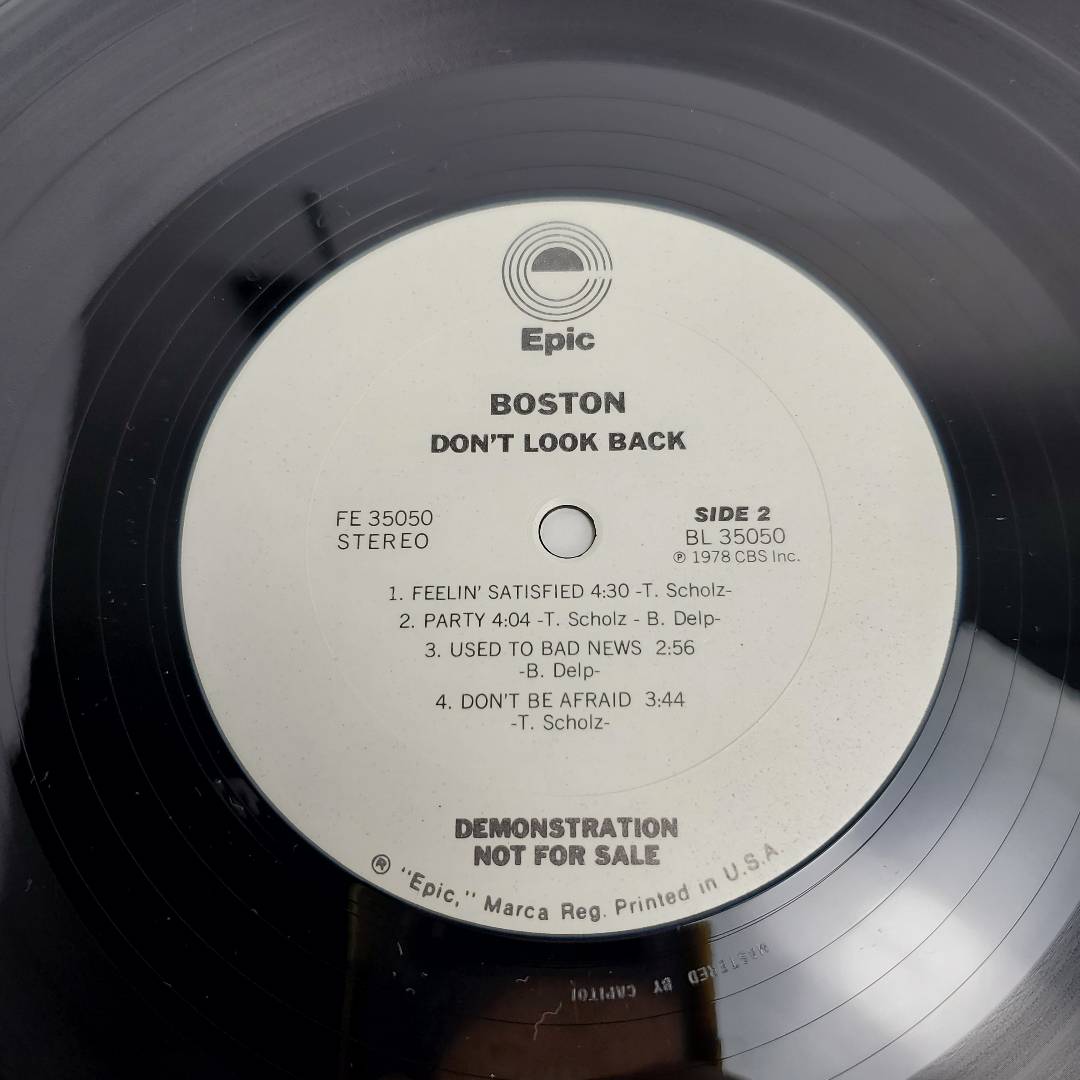 Epic
BOSTON
DON'T LOOK BACK
FE 35050
STEREO
SIDE 2
BL 35050
℗ 1978 CBS Inc.
1. FEELIN' SATISFIED 4:30 -T. Scholz-
2. PARTY 4:04 -T. Scholz - B. Delp-
3. USED TO BAD NEWS 2:56
-B. Delp-
4. DON'T BE AFRAID 3:44
-T. Scholz-
DEMONSTRATION
NOT FOR SALE
® "Epic," Marca Reg. Printed in U.S.A.
MASTERED BY CAPITOL